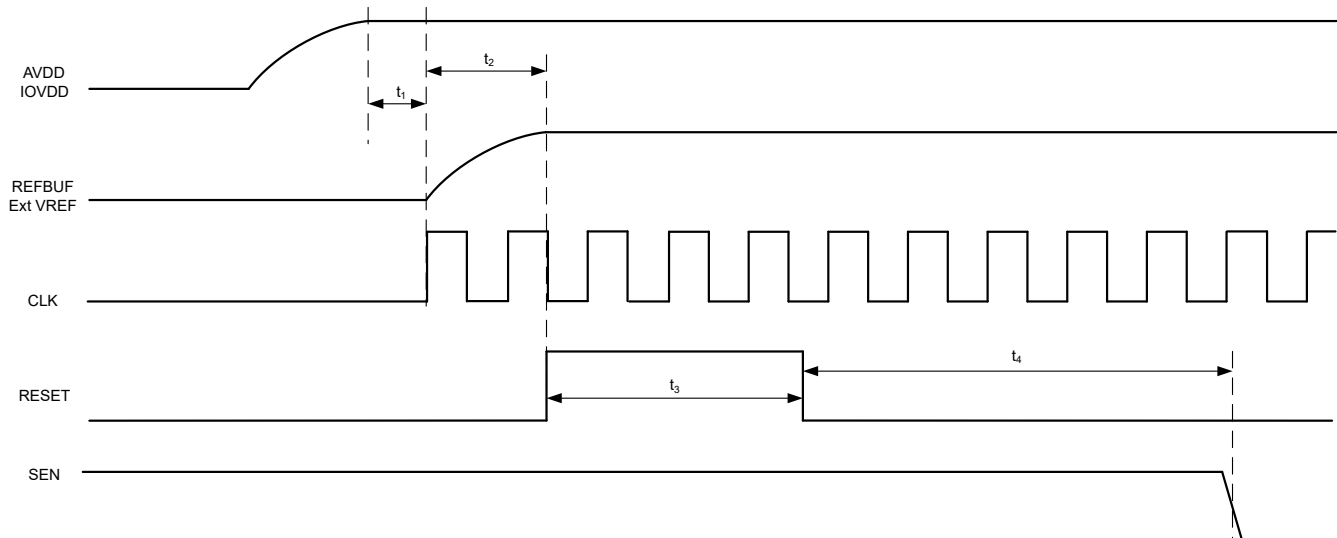 t₂
AVDD
IOVDD
t₁
REFBUF
Ext VREF
CLK
t₄
RESET
t₃
SEN